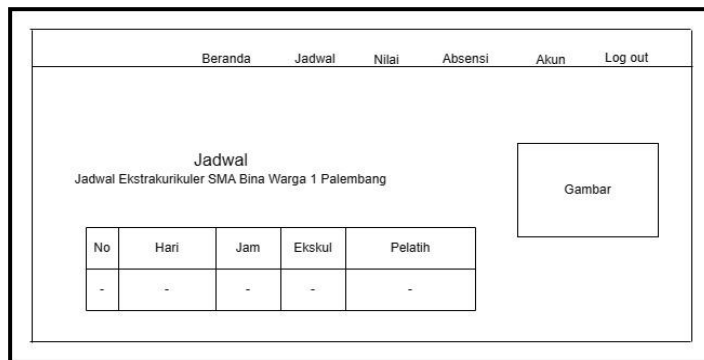 Beranda Jadwal Nilai Absensi Akun Log out
Jadwal
Jadwal Ekstrakurikuler SMA Bina Warga 1 Palembang
Gambar
No Hari Jam Ekskul Pelatih
- - - - -